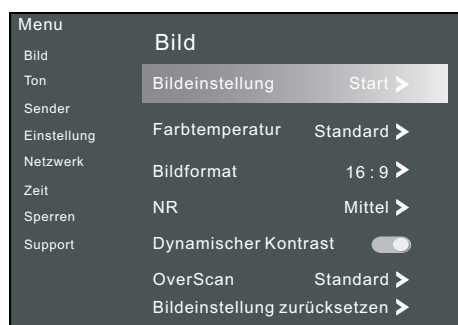 Menu
Bild
Ton
Sender
Einstellung
Netzwerk
Zeit
Sperren
Support
Bild
Bildeinstellung Start >
Farbtemperatur Standard >
Bildformat 16 : 9 >
NR Mittel >
Dynamischer Kontrast
OverScan Standard >
Bildeinstellung zurücksetzen >